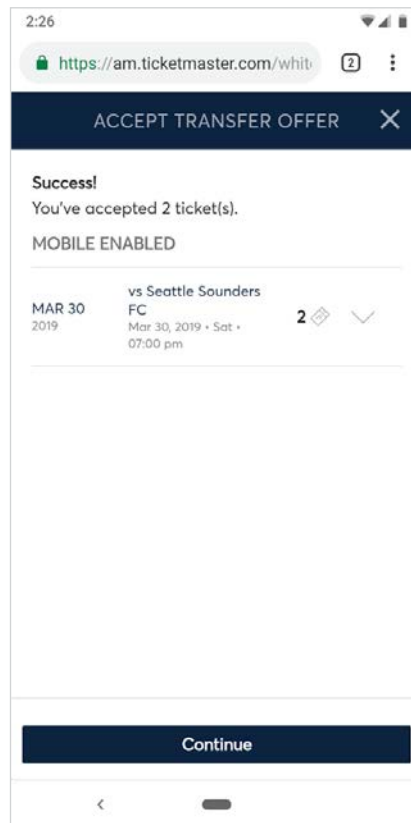 2:26
https://am.ticketmaster.com/whit
2
ACCEPT TRANSFER OFFER
Success!
You've accepted 2 ticket(s).
MOBILE ENABLED
MAR 30
2019
vs Seattle Sounders
FC
Mar 30, 2019 • Sat •
07:00 pm
2
Continue